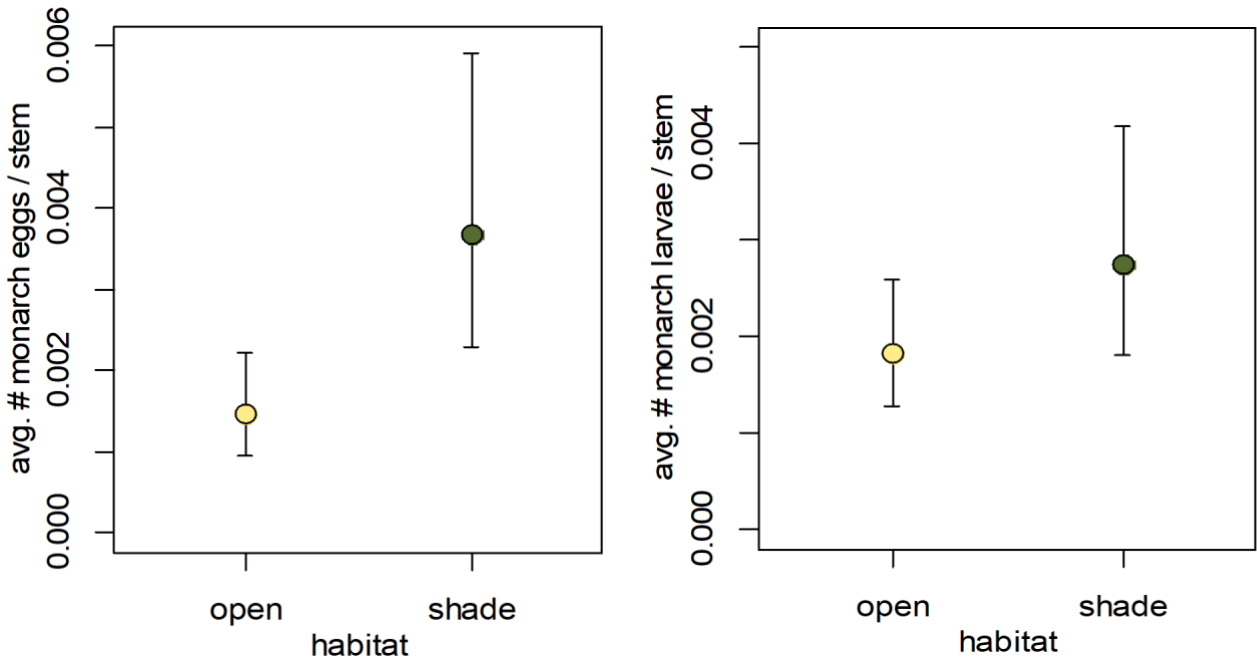 avg. # monarch eggs / stem
0.006
0.004
0.002
0.000
open shade
habitat
avg. # monarch larvae / stem
0.004
0.002
0.000
open shade
habitat